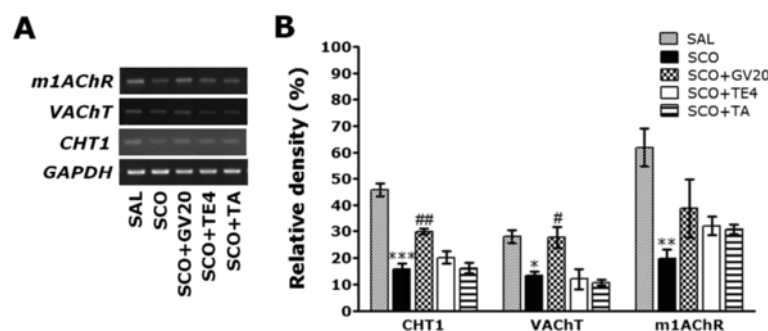 A
m1AChR
VAChT
CHT1
GAPDH
SAL
SCO
SCO+GV20
SCO+TE4
SCO+TA
B
Relative density (%)
100
90
80
70
60
50
40
30
20
10
0
SAL
SCO
SCO+GV20
SCO+TE4
SCO+TA
***
##
*
#
**
CHT1
VAChT
m1AChR